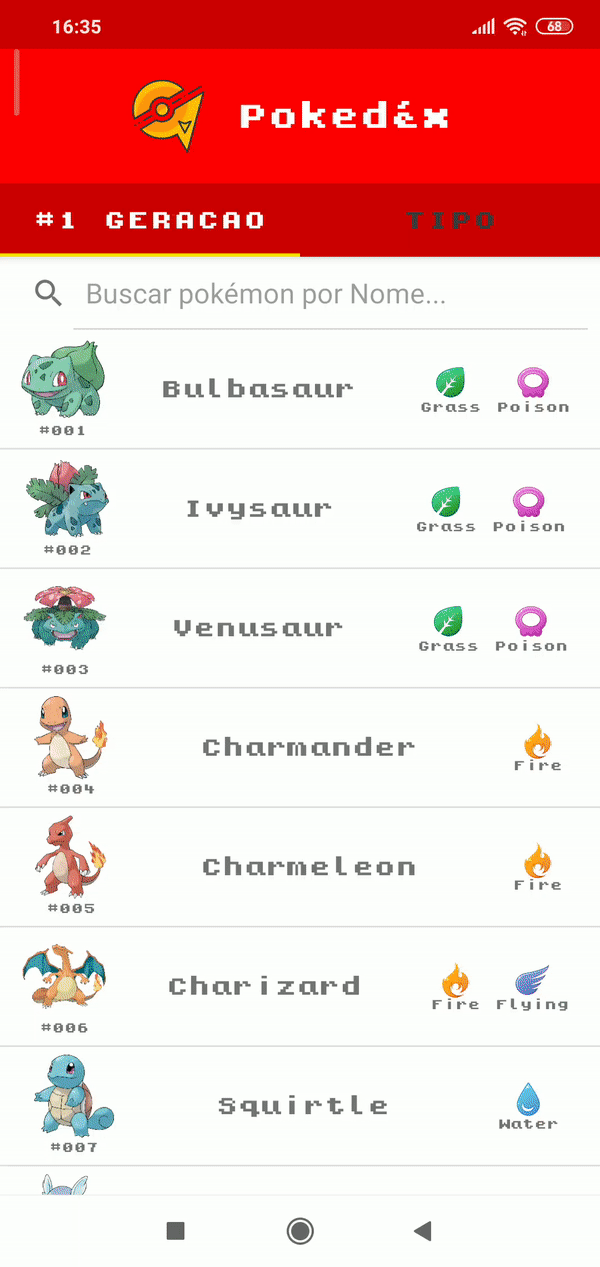 16:35 68
Pokedéx
#1 GERACAO TIPO
Buscar pokémon por Nome...
Bulbasaur
Grass Poison
#001
Ivysaur
Grass Poison
#002
Venusaur
Grass Poison
#003
Charmander
Fire
#004
Charmeleon
Fire
#005
Charizard
Fire Flying
#006
Squirtle
Water
#007